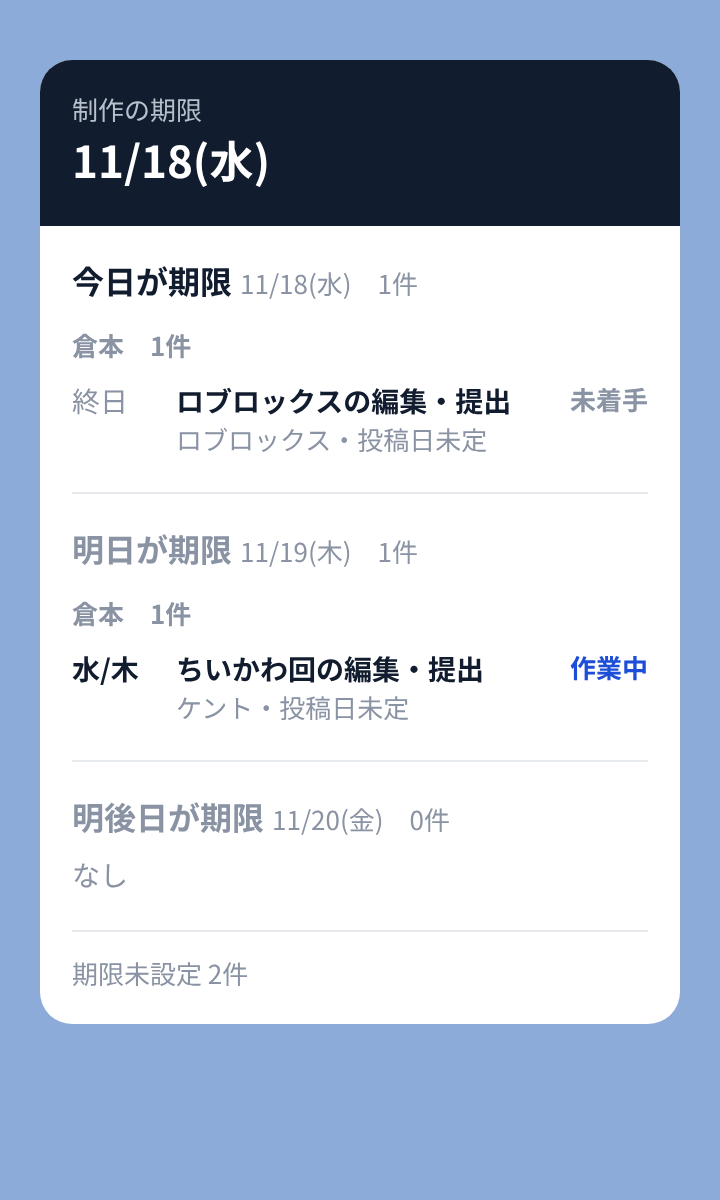 制作の期限
11/18(水)
今日が期限 11/18(水)　1件
倉本　1件
終日　ロブロックスの編集・提出　未着手
ロブロックス・投稿日未定
明日が期限 11/19(木)　1件
倉本　1件
水/木　ちいかわ回の編集・提出　作業中
ケント・投稿日未定
明後日が期限 11/20(金)　0件
なし
期限未設定 2件